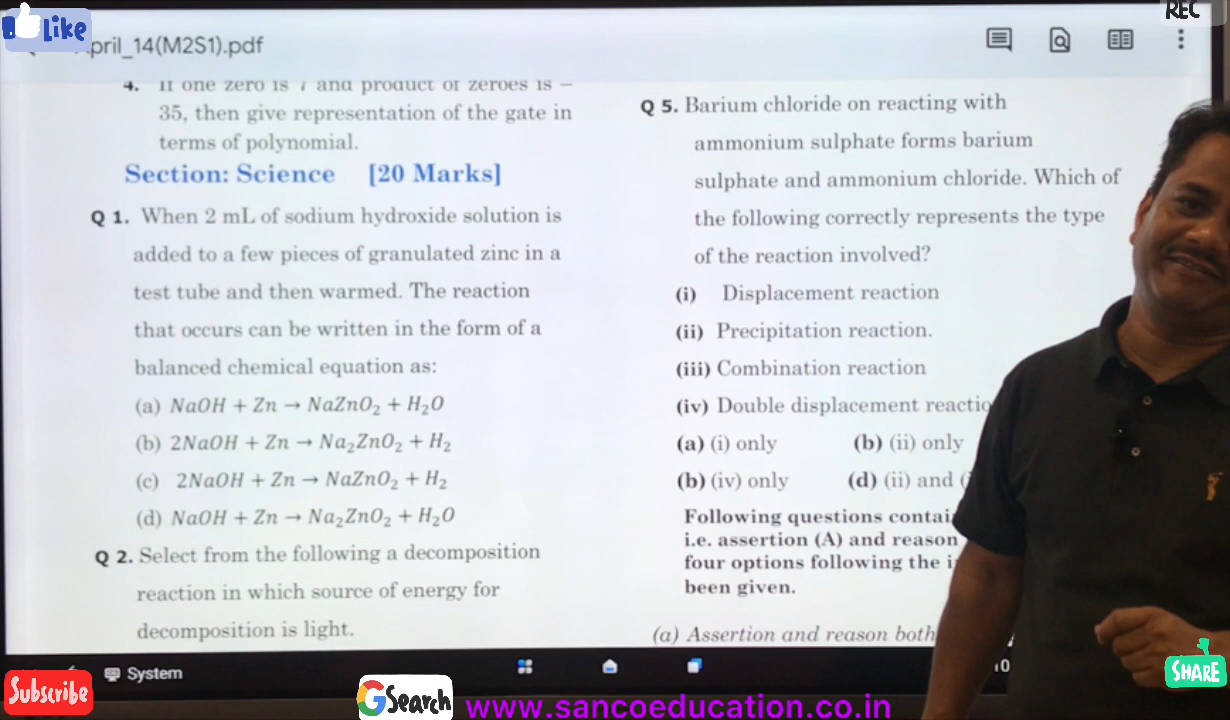 Like
REC
pril_14(M2S1).pdf
4. If one zero is 7 and product of zeroes is –
35, then give representation of the gate in
terms of polynomial.
Section: Science [20 Marks]
Q 1. When 2 mL of sodium hydroxide solution is
added to a few pieces of granulated zinc in a
test tube and then warmed. The reaction
that occurs can be written in the form of a
balanced chemical equation as:
(a) NaOH + Zn → NaZnO₂ + H₂O
(b) 2NaOH + Zn → Na₂ZnO₂ + H₂
(c) 2NaOH + Zn → NaZnO₂ + H₂
(d) NaOH + Zn → Na₂ZnO₂ + H₂O
Q 2. Select from the following a decomposition
reaction in which source of energy for
decomposition is light.
Q 5. Barium chloride on reacting with
ammonium sulphate forms barium
sulphate and ammonium chloride. Which of
the following correctly represents the type
of the reaction involved?
(i) Displacement reaction
(ii) Precipitation reaction.
(iii) Combination reaction
(iv) Double displacement reactio
(a) (i) only (b) (ii) only
(b) (iv) only (d) (ii) and (
Following questions contai
i.e. assertion (A) and reason
four options following the i
been given.
(a) Assertion and reason both
System
Subscribe
GSearch
www.sancoeducation.co.in
SHARE